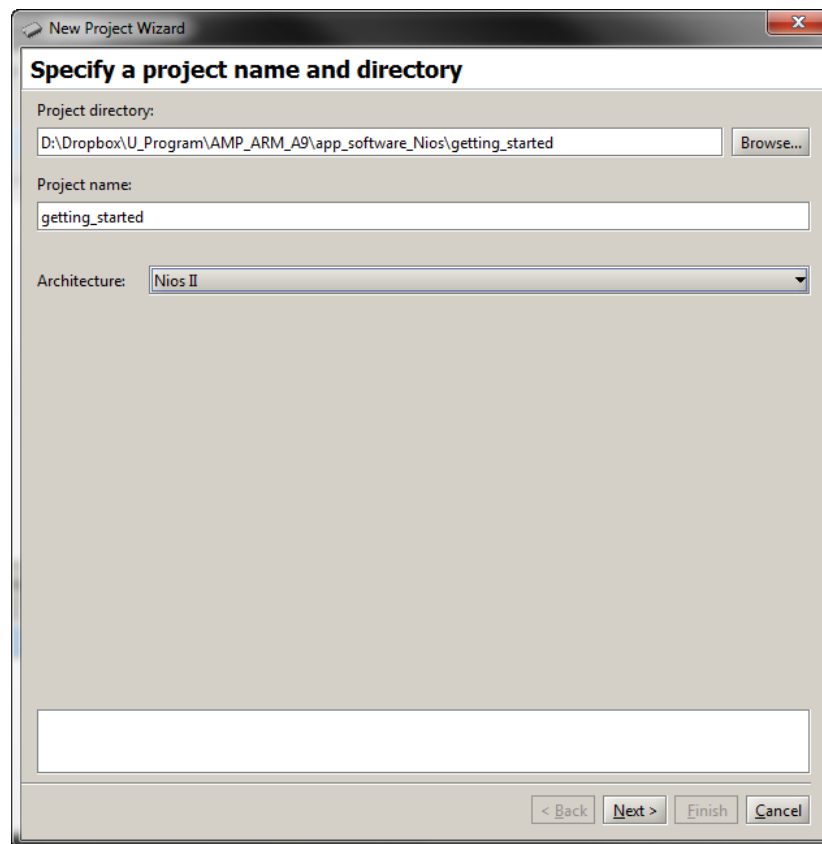 New Project Wizard
Specify a project name and directory
Project directory:
D:\Dropbox\U_Program\AMP_ARM_A9\app_software_Nios\getting_started Browse...
Project name:
getting_started
Architecture: Nios II
< Back Next > Finish Cancel